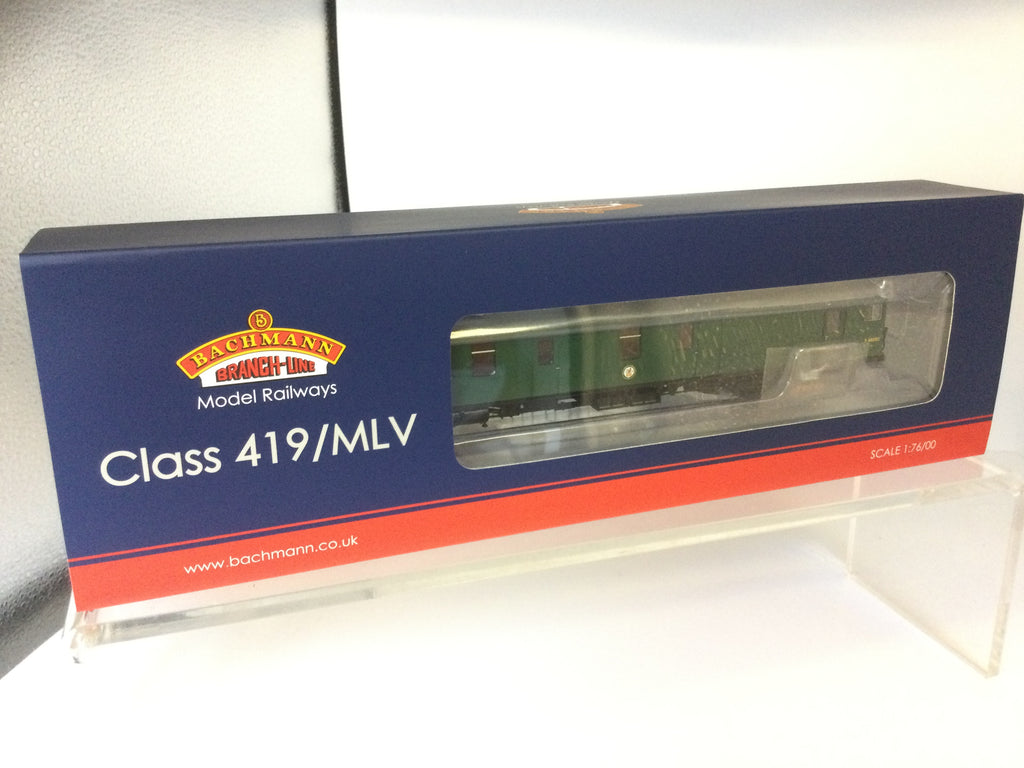 BACHMANN
BRANCH-LINE
Model Railways
Class 419/MLV
SCALE 1:76/00
www.bachmann.co.uk